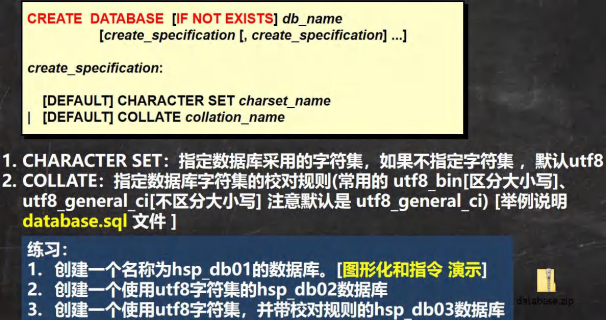 CREATE DATABASE [IF NOT EXISTS] db_name
[create_specification [, create_specification] ...]
create_specification:
[DEFAULT] CHARACTER SET charset_name
| [DEFAULT] COLLATE collation_name
1. CHARACTER SET：指定数据库采用的字符集，如果不指定字符集，默认utf8
2. COLLATE：指定数据库字符集的校对规则(常用的 utf8_bin[区分大小写]、
utf8_general_ci[不区分大小写] 注意默认是 utf8_general_ci) [举例说明
database.sql 文件 ]
练习：
1. 创建一个名称为hsp_db01的数据库。[图形化和指令 演示]
2. 创建一个使用utf8字符集的hsp_db02数据库
3. 创建一个使用utf8字符集，并带校对规则的hsp_db03数据库
database.zip